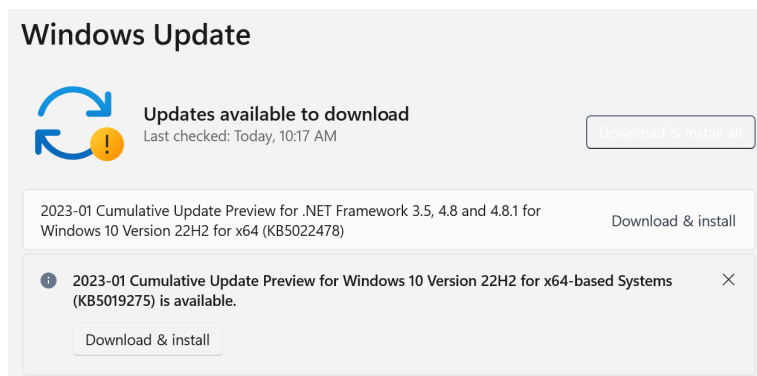 Windows Update
Updates available to download
Last checked: Today, 10:17 AM
Download & install all
2023-01 Cumulative Update Preview for .NET Framework 3.5, 4.8 and 4.8.1 for
Windows 10 Version 22H2 for x64 (KB5022478)
Download & install
2023-01 Cumulative Update Preview for Windows 10 Version 22H2 for x64-based Systems
(KB5019275) is available.
Download & install